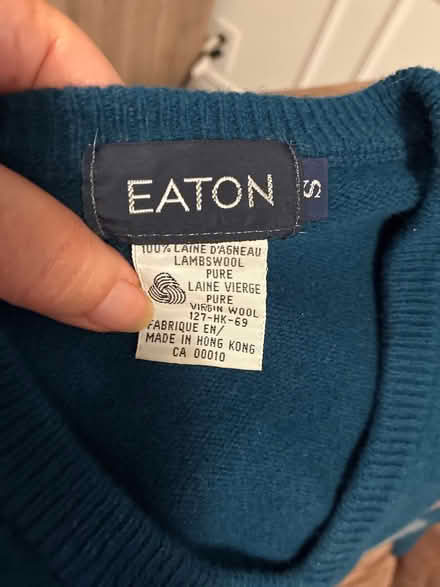 EATON
S
100% LAINE D'AGNEAU
LAMBSWOOL
PURE
LAINE VIERGE
PURE
VIRGIN WOOL
127-HK-69
FABRIQUE EN/
MADE IN HONG KONG
CA 00010